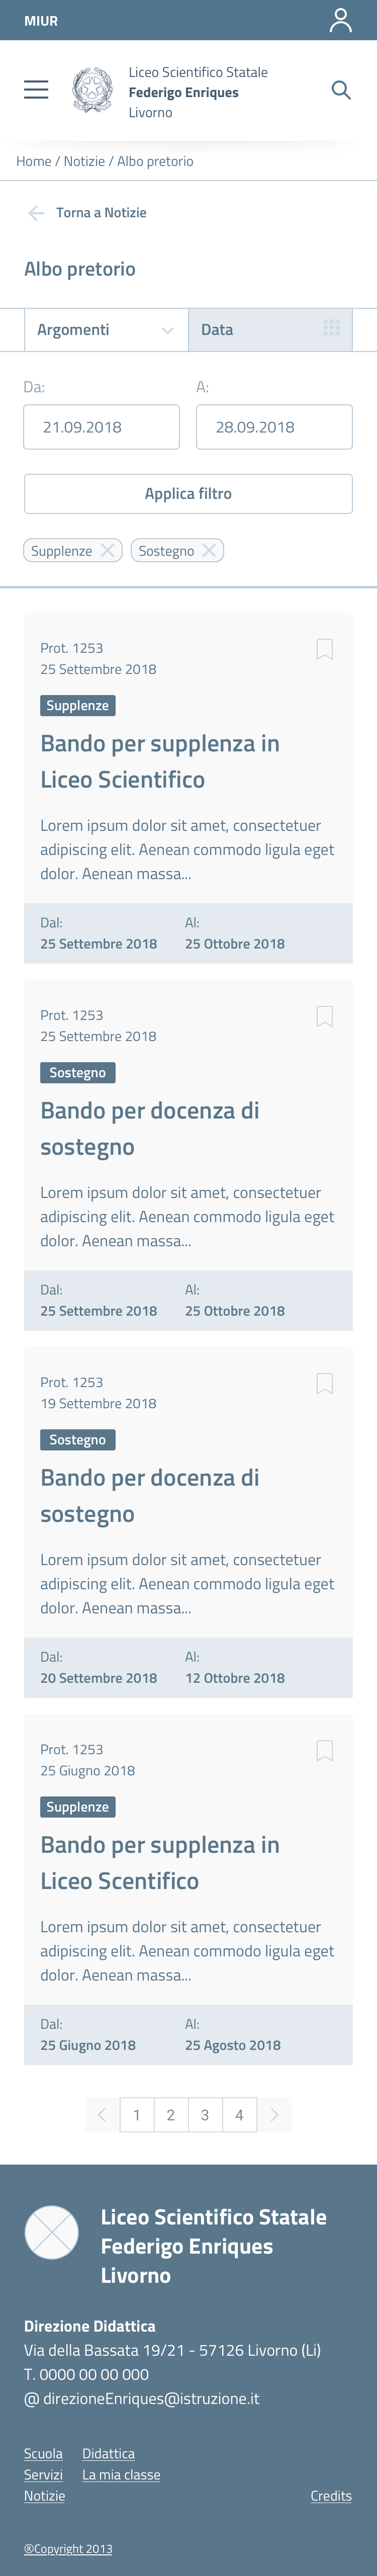 MIUR
Liceo Scientifico Statale
Federigo Enriques
Livorno
Home / Notizie / Albo pretorio
Torna a Notizie
Albo pretorio
Argomenti Data
Da: A:
21.09.2018 28.09.2018
Applica filtro
Supplenze Sostegno
Prot. 1253
25 Settembre 2018
Supplenze
Bando per supplenza in
Liceo Scientifico
Lorem ipsum dolor sit amet, consectetuer
adipiscing elit. Aenean commodo ligula eget
dolor. Aenean massa...
Dal: Al:
25 Settembre 2018 25 Ottobre 2018
Prot. 1253
25 Settembre 2018
Sostegno
Bando per docenza di
sostegno
Lorem ipsum dolor sit amet, consectetuer
adipiscing elit. Aenean commodo ligula eget
dolor. Aenean massa...
Dal: Al:
25 Settembre 2018 25 Ottobre 2018
Prot. 1253
19 Settembre 2018
Sostegno
Bando per docenza di
sostegno
Lorem ipsum dolor sit amet, consectetuer
adipiscing elit. Aenean commodo ligula eget
dolor. Aenean massa...
Dal: Al:
20 Settembre 2018 12 Ottobre 2018
Prot. 1253
25 Giugno 2018
Supplenze
Bando per supplenza in
Liceo Scentifico
Lorem ipsum dolor sit amet, consectetuer
adipiscing elit. Aenean commodo ligula eget
dolor. Aenean massa...
Dal: Al:
25 Giugno 2018 25 Agosto 2018
1 2 3 4
Liceo Scientifico Statale
Federigo Enriques
Livorno
Direzione Didattica
Via della Bassata 19/21 - 57126 Livorno (Li)
T. 0000 00 00 000
@ direzioneEnriques@istruzione.it
Scuola Didattica
Servizi La mia classe
Notizie Credits
®Copyright 2013